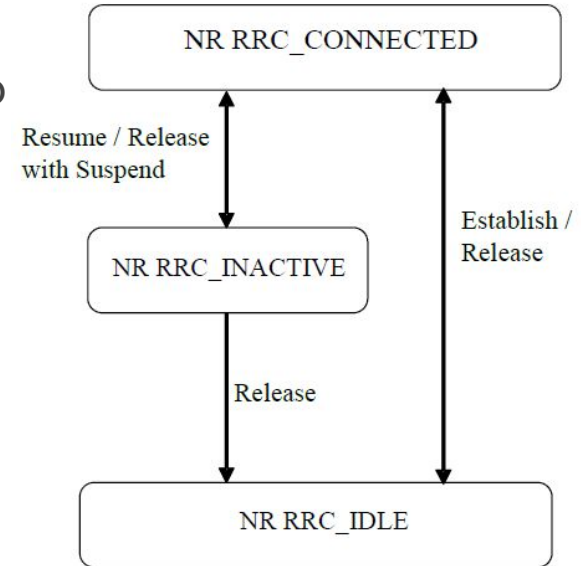 NR RRC_CONNECTED
Resume / Release
with Suspend
Establish /
Release
NR RRC_INACTIVE
Release
NR RRC_IDLE